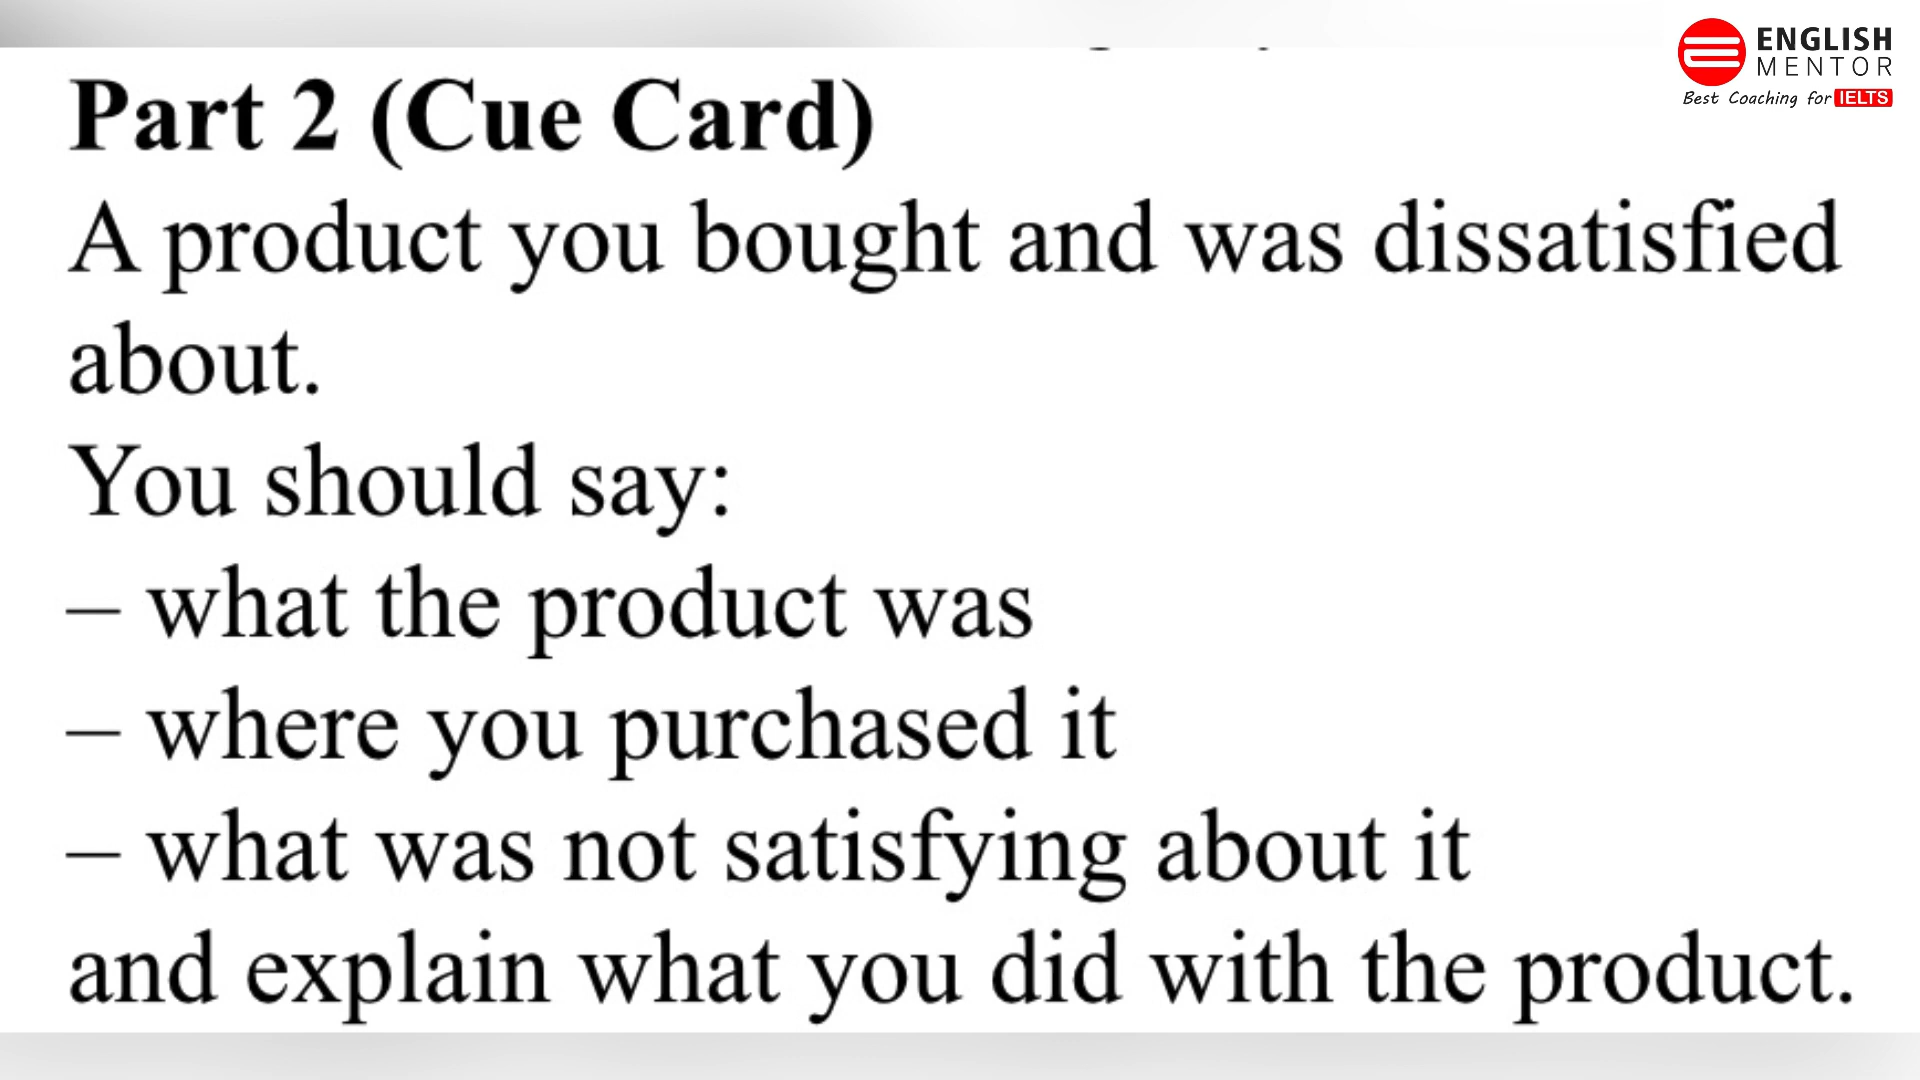 ENGLISH
MENTOR
Best Coaching for IELTS
Part 2 (Cue Card)
A product you bought and was dissatisfied
about.
You should say:
– what the product was
– where you purchased it
– what was not satisfying about it
and explain what you did with the product.